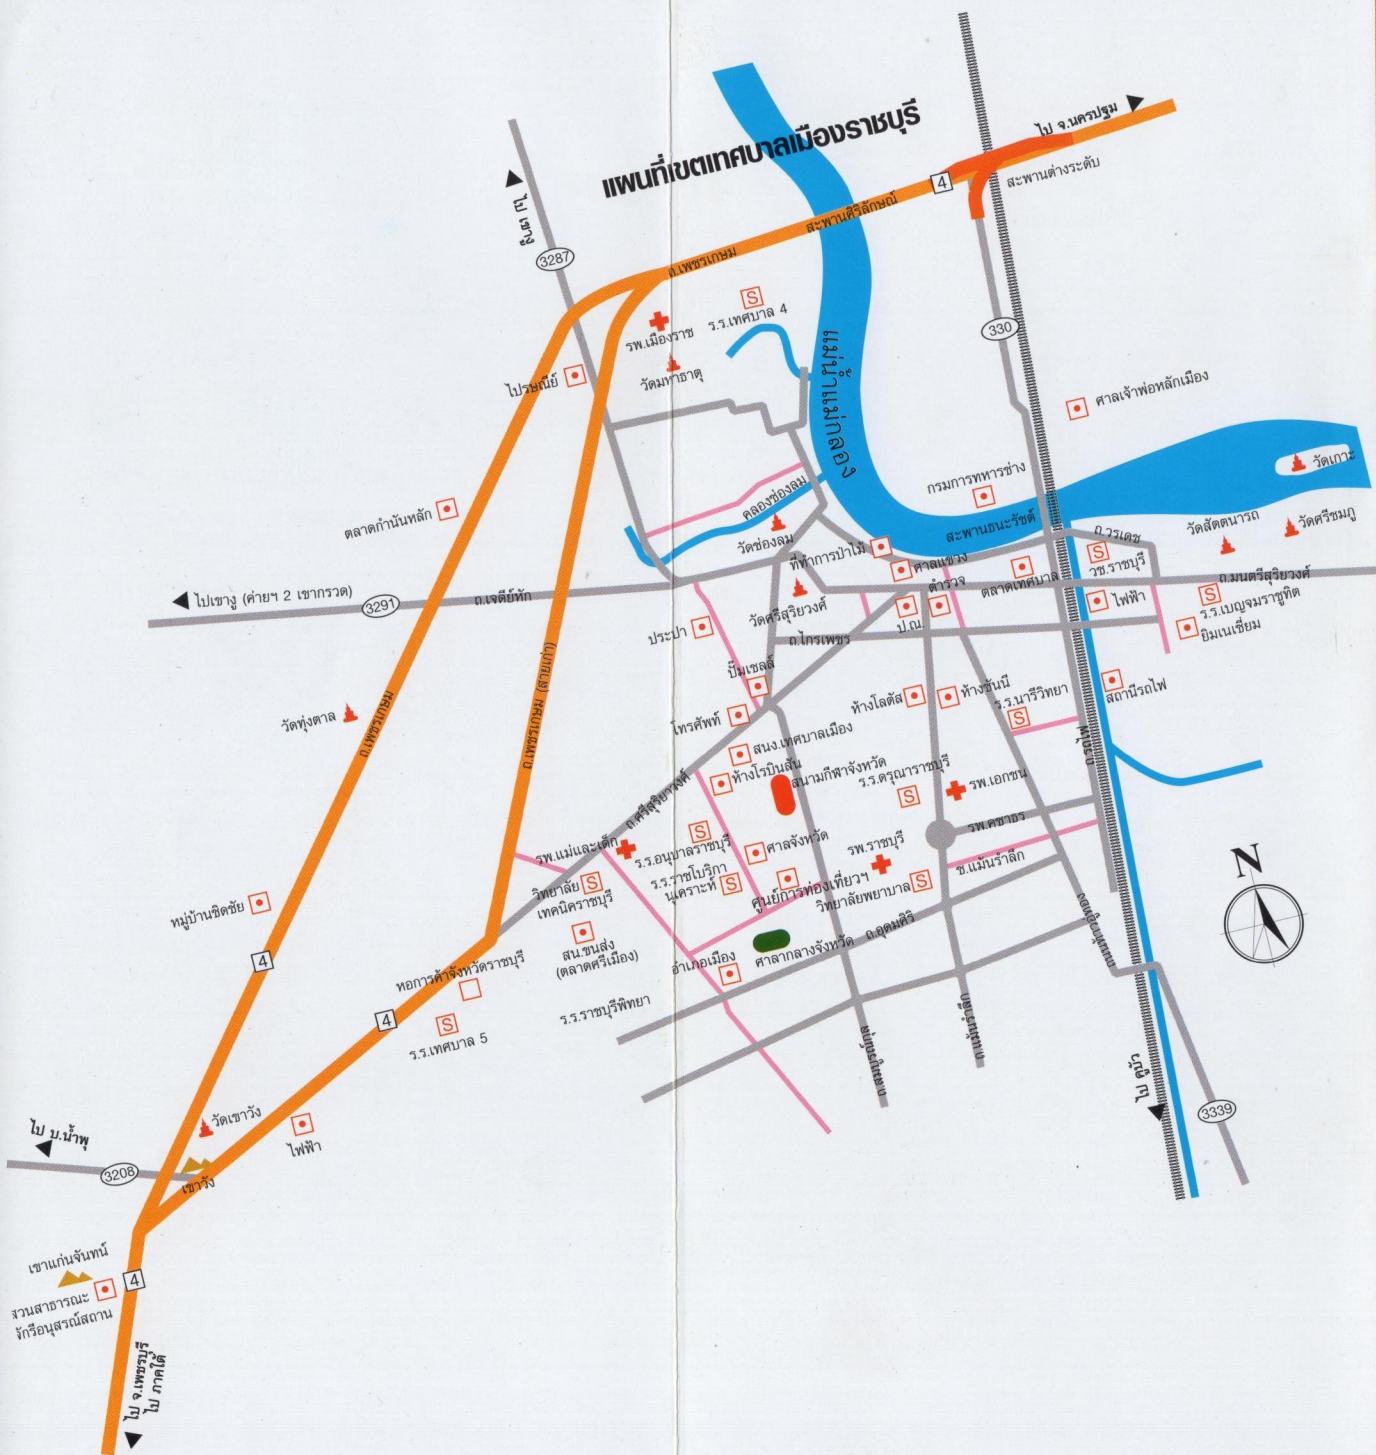 แผนที่เขตเทศบาลเมืองราชบุรี
ไป จ.นครปฐม
4
สะพานต่างระดับ
สะพานศิริลักษณ์
ไป เขางู
3287
ถ.เพชรเกษม
S
ร.ร.เทศบาล 4
รพ.เมืองราช
วัดมหาธาตุ
ไปรษณีย์
330
แม่น้ำแม่กลอง
ศาลเจ้าพ่อหลักเมือง
วัดเกาะ
กรมการทหารช่าง
ตลาดกำนันหลัก
คลองช่องลม
วัดช่องลม
สะพานธนะรัชต์
ถ.วรเดช
วัดสัตตนารถ
วัดศรีชมภู
ที่ทำการป่าไม้
ศาลแขวง
S
วช.ราชบุรี
ถ.มนตรีสุริยวงศ์
ตำรวจ
ตลาดเทศบาล
ไปเขางู (ค่ายฯ 2 เขากรวด)
3291
ถ.เจดีย์หัก
วัดศรีสุริยวงศ์
ป.ณ.
ไฟฟ้า
S
ร.ร.เบญจมราชูทิต
ยิมเนเซี่ยม
ประปา
ถ.ไกรเพชร
ปั๊มเชลล์
ถ.เพชรเกษม (สายเก่า)
ถ.เพชรเกษม
วัดทุ่งตาล
โทรศัพท์
ห้างโลตัส
ห้างชันนี
ร.ร.นารีวิทยา
S
สถานีรถไฟ
ถ.รถไฟ
สนง.เทศบาลเมือง
ห้างโรบินสัน
สนามกีฬาจังหวัด
ร.ร.ดรุณาราชบุรี
S
รพ.เอกชน
ถ.ศรีสุริยวงศ์
รพ.คชาธร
รพ.แม่และเด็ก
S
ร.ร.อนุบาลราชบุรี
ศาลจังหวัด
รพ.ราชบุรี
ช.แม้นรำลึก
ร.ร.ราชโบริกา
นุเคราะห์
S
ศูนย์การท่องเที่ยวฯ
วิทยาลัยพยาบาล
S
วิทยาลัย
S
เทคนิคราชบุรี
สน.ขนส่ง
(ตลาดศรีเมือง)
หมู่บ้านชิดชัย
4
หอการค้าจังหวัดราชบุรี
อำเภอเมือง
ศาลากลางจังหวัด
ถ.อุดมศิริ
N
4
S
ร.ร.เทศบาล 5
ร.ร.ราชบุรีพิทยา
ถ.สมบูรณ์กุล
ถ.แม้นรำลึก
ไป คูบัว
3339
วัดเขาวัง
ไฟฟ้า
ไป บ.น้ำพุ
3208
เขาวัง
เขาแก่นจันทน์
4
สวนสาธารณะ
จักรีอนุสรณ์สถาน
ไป จ.เพชรบุรี
ไป ภาคใต้